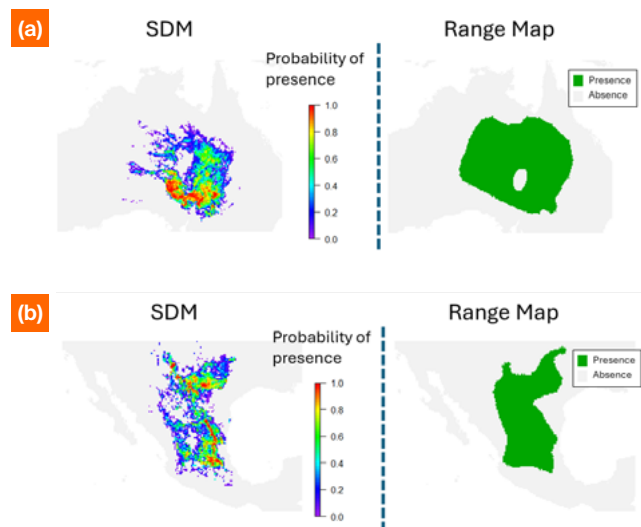 (a)
SDM
Range Map
Probability of
presence
1.0
0.8
0.6
0.4
0.2
0.0
Presence
Absence
(b)
SDM
Range Map
Probability of
presence
1.0
0.8
0.6
0.4
0.2
0.0
Presence
Absence